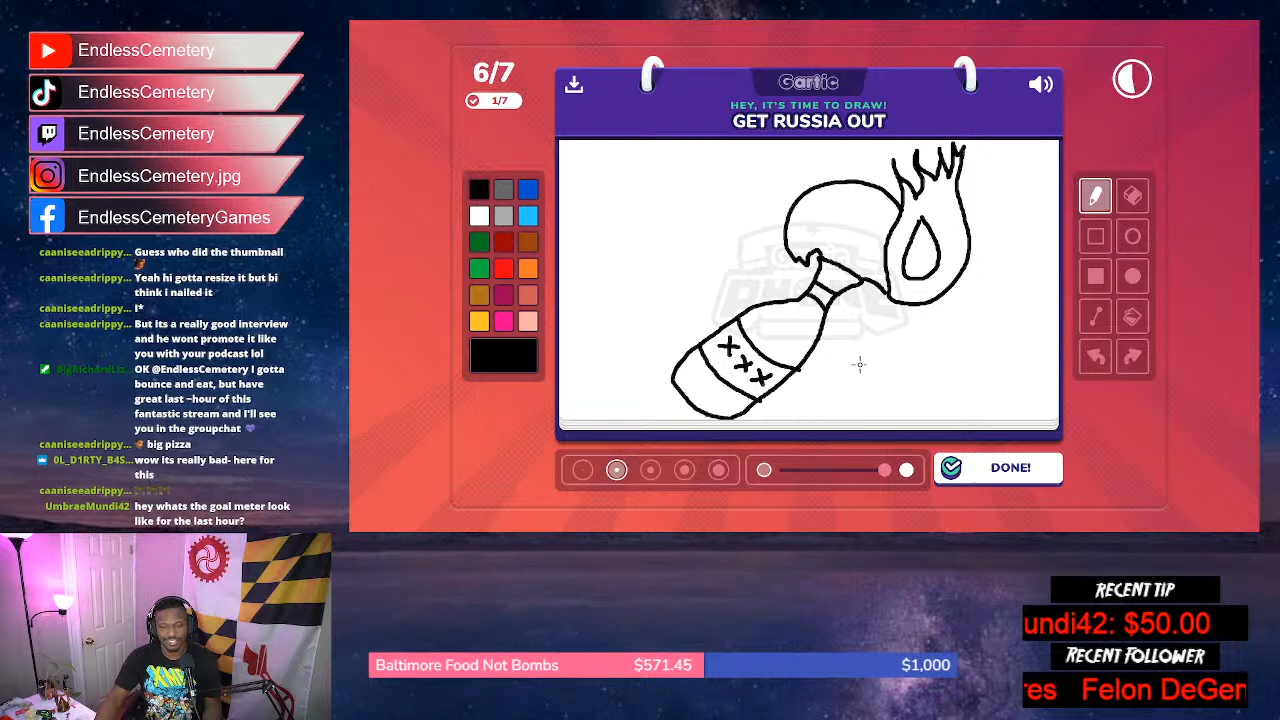 EndlessCemetery
EndlessCemetery
EndlessCemetery
EndlessCemetery.jpg
EndlessCemeteryGames
caaniseeadrippy... Guess who did the thumbnail
caaniseeadrippy... Yeah hi gotta resize it but bi
think i nailed it
caaniseeadrippy... I*
caaniseeadrippy... But its a really good interview
and he wont promote it like
you with your podcast lol
BigRichardLiz... OK @EndlessCemetery I gotta
bounce and eat, but have
great last ~hour of this
fantastic stream and I'll see
you in the groupchat
caaniseeadrippy... big pizza
0L_D1RTY_B4S... wow its really bad- here for
this
caaniseeadrippy...
UmbraeMundi42 hey whats the goal meter look
like for the last hour?
6/7
1/7
Gartic
HEY, IT'S TIME TO DRAW!
GET RUSSIA OUT
XXX
DONE!
RECENT TIP
undi42: $50.00
RECENT FOLLOWER
res Felon DeGen
Baltimore Food Not Bombs $571.45 $1,000